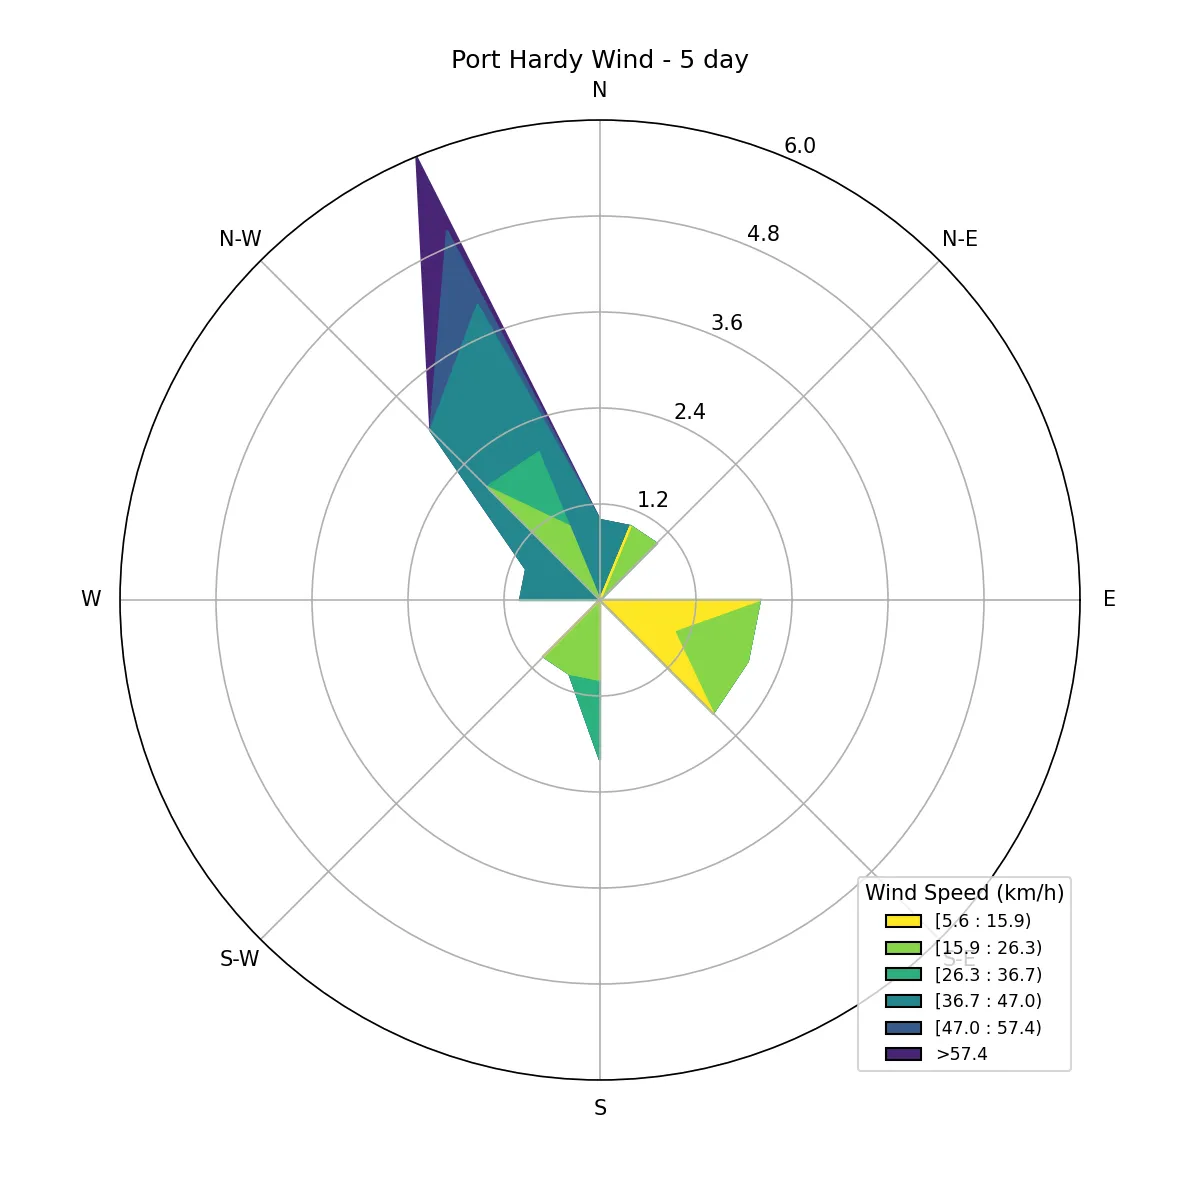 Port Hardy Wind - 5 day
N
6.0
N-W
N-E
4.8
3.6
2.4
1.2
W
E
Wind Speed (km/h)
[5.6 : 15.9)
[15.9 : 26.3)
S-W
S-E
[26.3 : 36.7)
[36.7 : 47.0)
[47.0 : 57.4)
>57.4
S